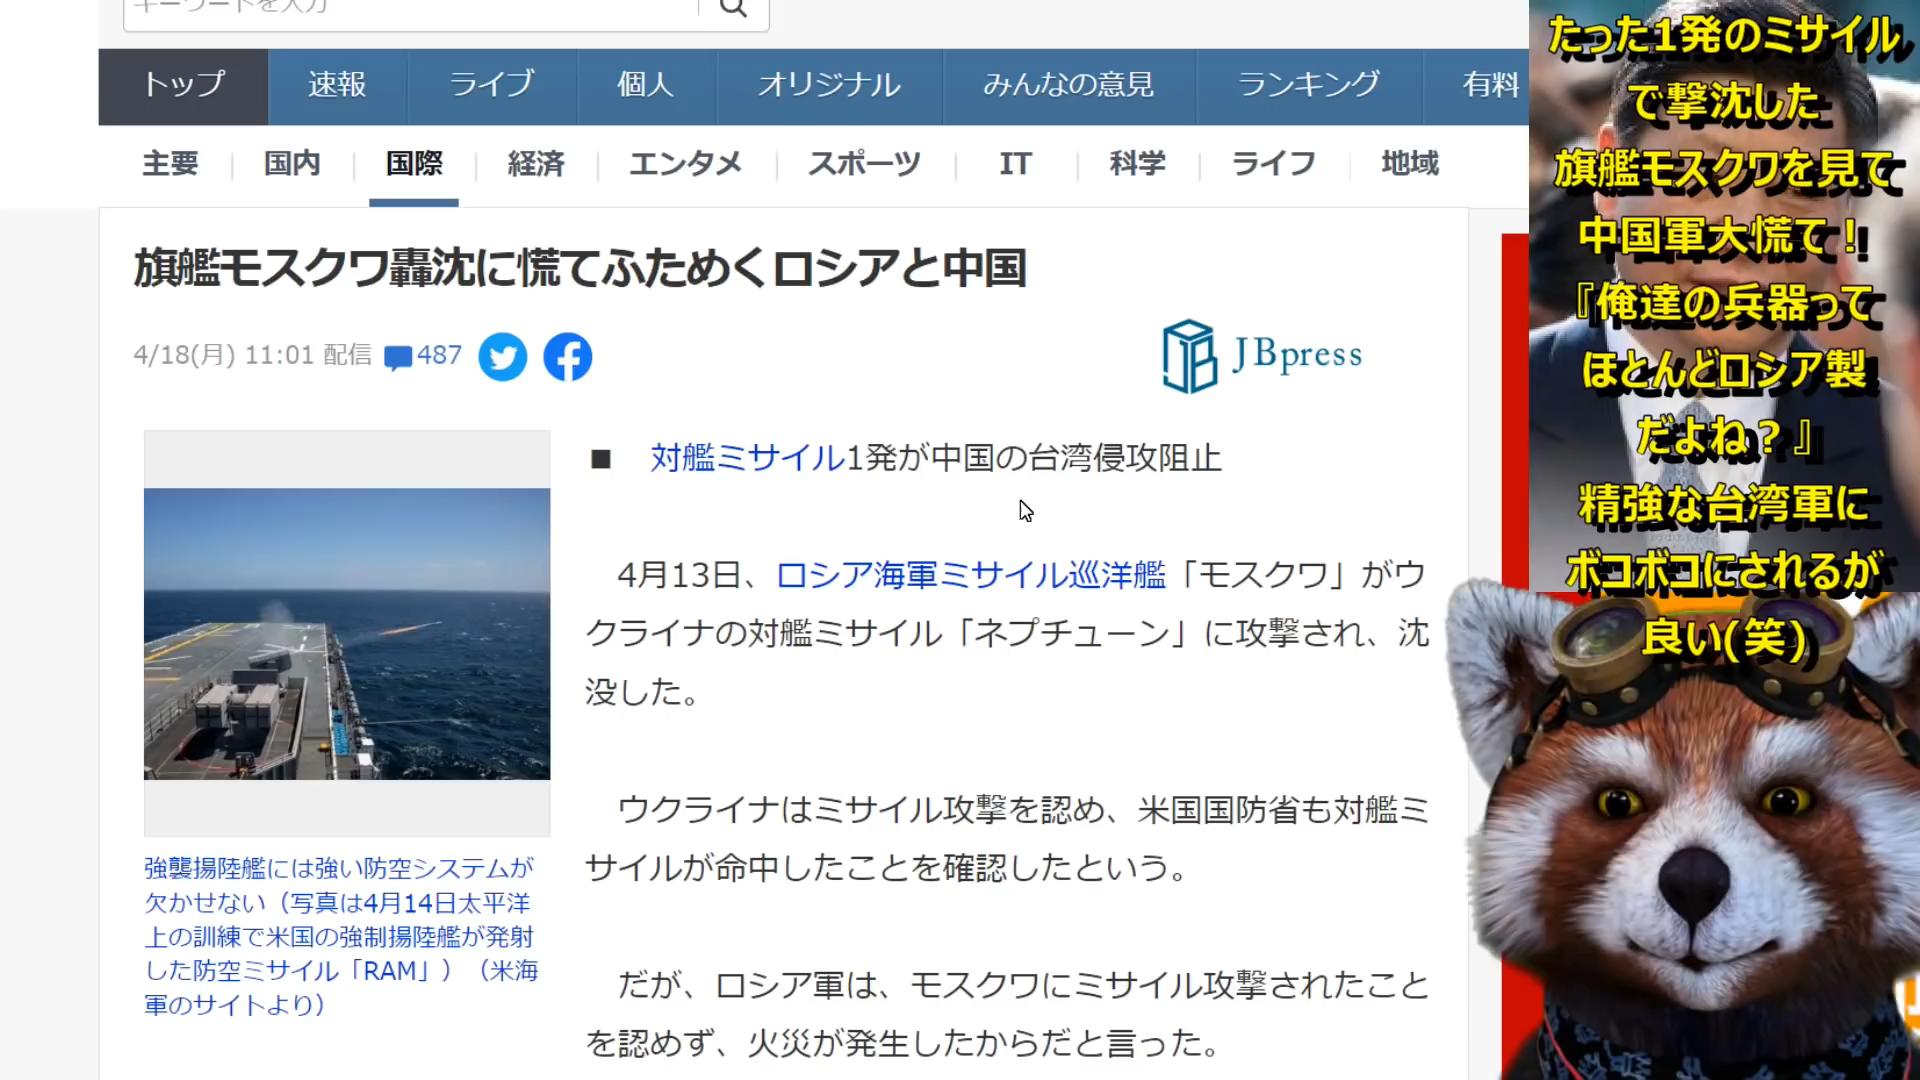 キーワードを入力
トップ 速報 ライブ 個人 オリジナル みんなの意見 ランキング 有料
主要 国内 国際 経済 エンタメ スポーツ IT 科学 ライフ 地域
旗艦モスクワ轟沈に慌てふためくロシアと中国
4/18(月) 11:01 配信 487
JBpress
■ 対艦ミサイル1発が中国の台湾侵攻阻止
4月13日、ロシア海軍ミサイル巡洋艦「モスクワ」がウ
クライナの対艦ミサイル「ネプチューン」に攻撃され、沈
没した。
ウクライナはミサイル攻撃を認め、米国国防省も対艦ミ
サイルが命中したことを確認したという。
だが、ロシア軍は、モスクワにミサイル攻撃されたこと
を認めず、火災が発生したからだと言った。
強襲揚陸艦には強い防空システムが
欠かせない（写真は4月14日太平洋
上の訓練で米国の強制揚陸艦が発射
した防空ミサイル「RAM」）（米海
軍のサイトより）
たった1発のミサイル
で撃沈した
旗艦モスクワを見て
中国軍大慌て！
『俺達の兵器って
ほとんどロシア製
だよね？』
精強な台湾軍に
ボコボコにされるが
良い(笑)